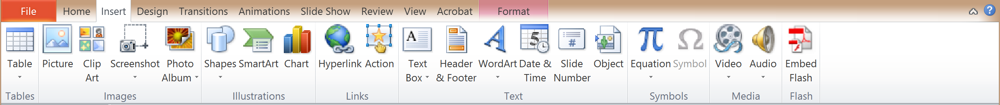 File Home Insert Design Transitions Animations Slide Show Review View Acrobat Format
Table Picture Clip Art Screenshot Photo Album Shapes SmartArt Chart Hyperlink Action Text Box Header & Footer WordArt Date & Time Slide Number Object Equation Symbol Video Audio Embed Flash
Tables Images Illustrations Links Text Symbols Media Flash